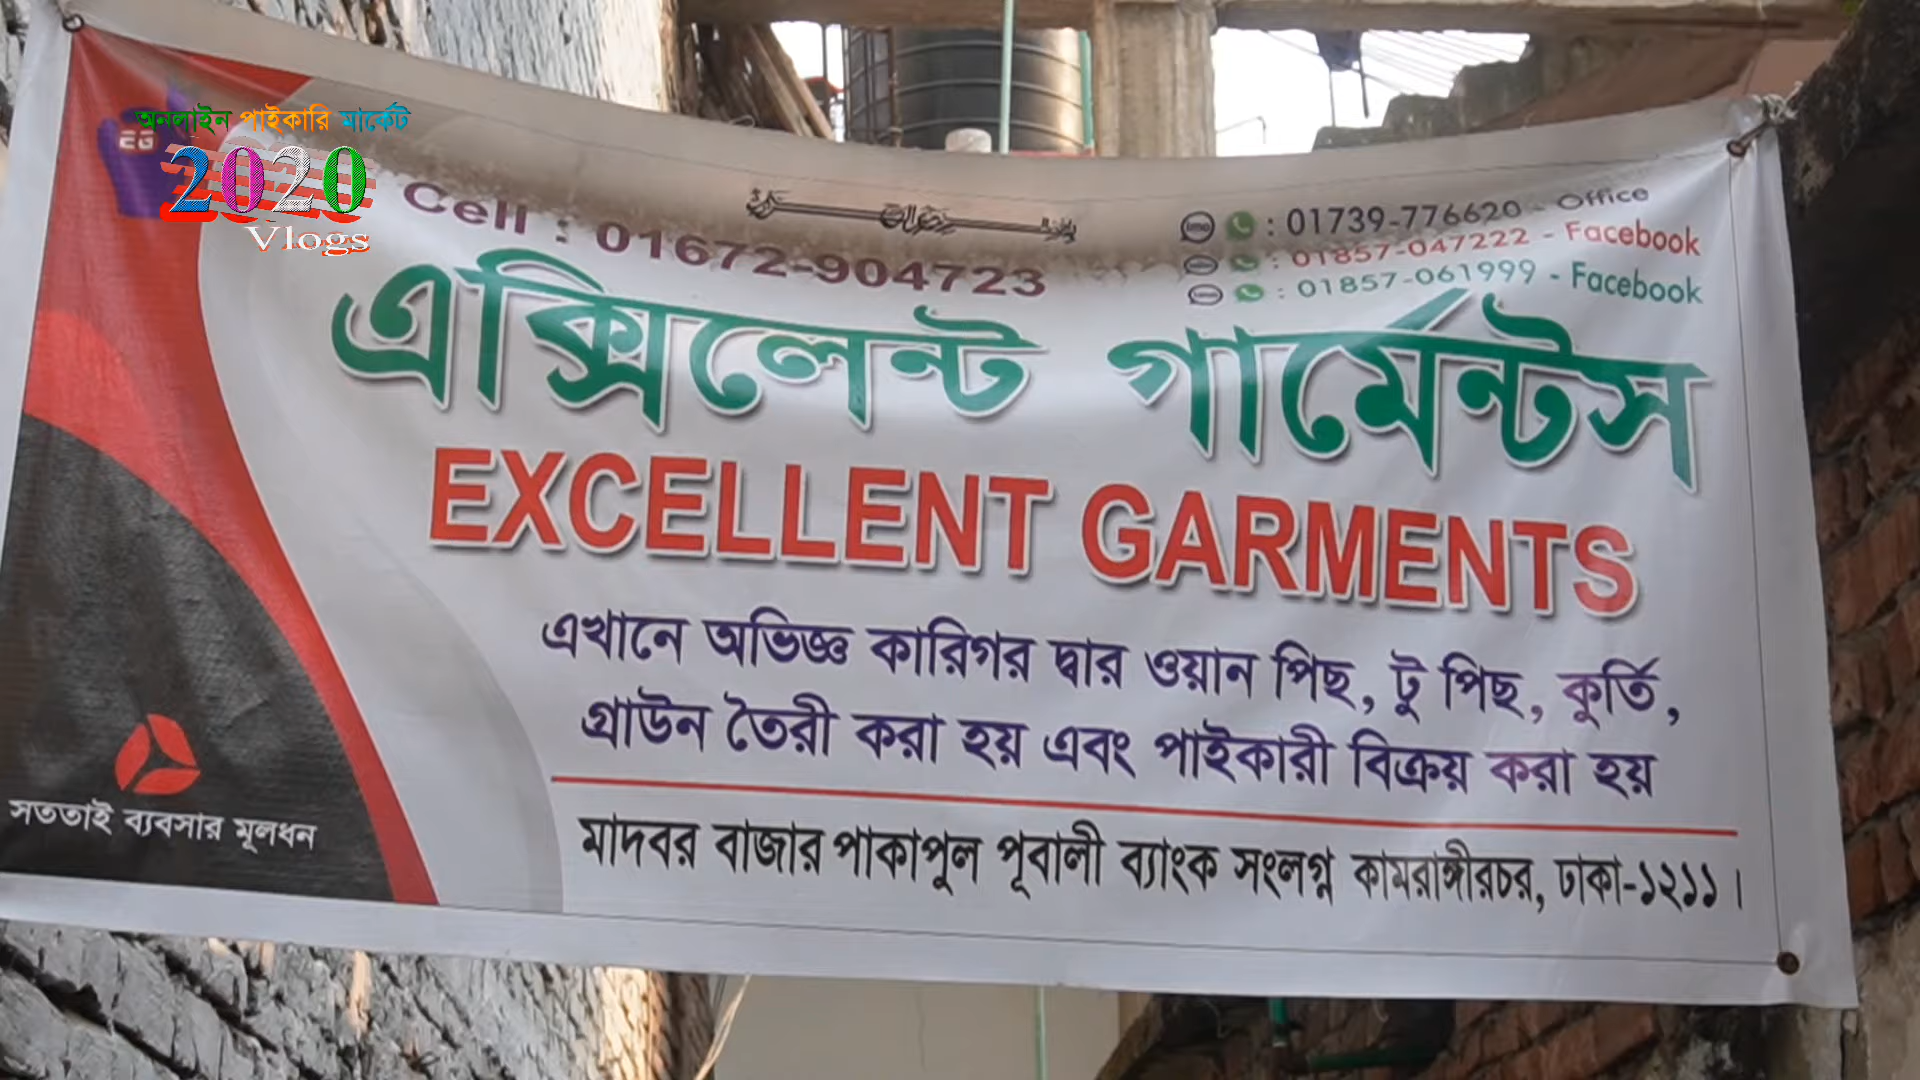 অনলাইন পাইকারি মার্কেট
2020
Vlogs
Cell : 01672-904723
: 01739-776620 - Office
: 01857-047222 - Facebook
: 01857-061999 - Facebook
এক্সিলেন্ট গার্মেন্টস
EXCELLENT GARMENTS
এখানে অভিজ্ঞ কারিগর দ্বার ওয়ান পিছ, টু পিছ, কুর্তি,
গ্রাউন তৈরী করা হয় এবং পাইকারী বিক্রয় করা হয়
সততাই ব্যবসার মূলধন
মাদবর বাজার পাকাপুল পূবালী ব্যাংক সংলগ্ন কামরাঙ্গীরচর, ঢাকা-১২১১।